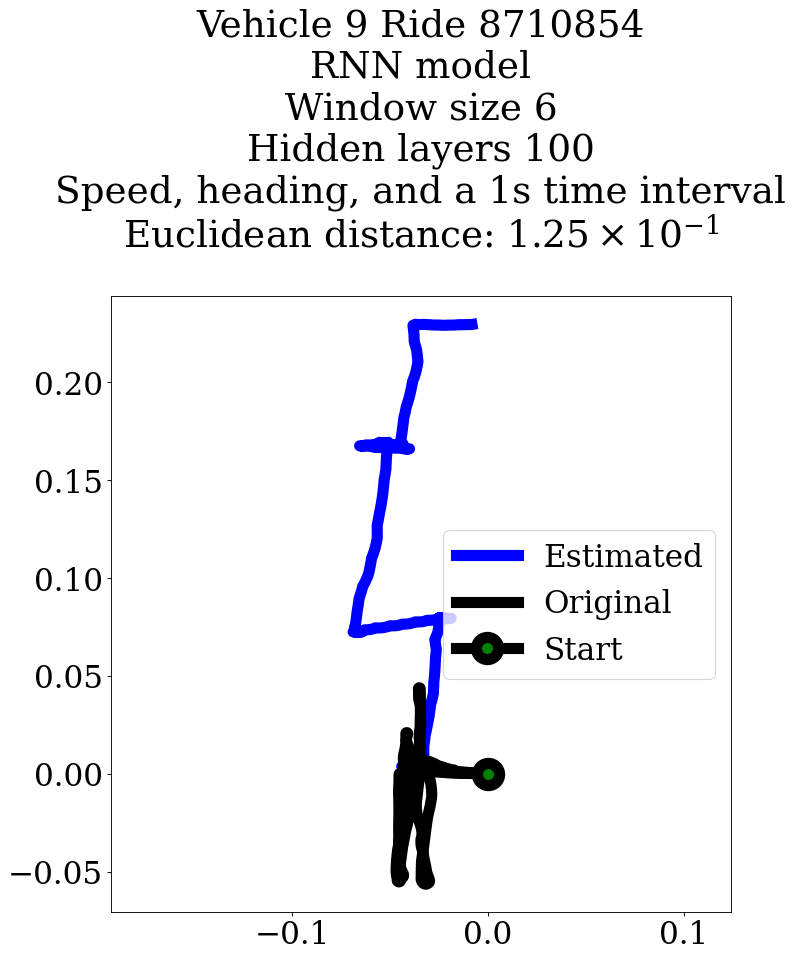 Vehicle 9 Ride 8710854
RNN model
Window size 6
Hidden layers 100
Speed, heading, and a 1s time interval
Euclidean distance: 1.25 × 10⁻¹
0.20
0.15
0.10
0.05
0.00
−0.05
Estimated
Original
Start
−0.1
0.0
0.1